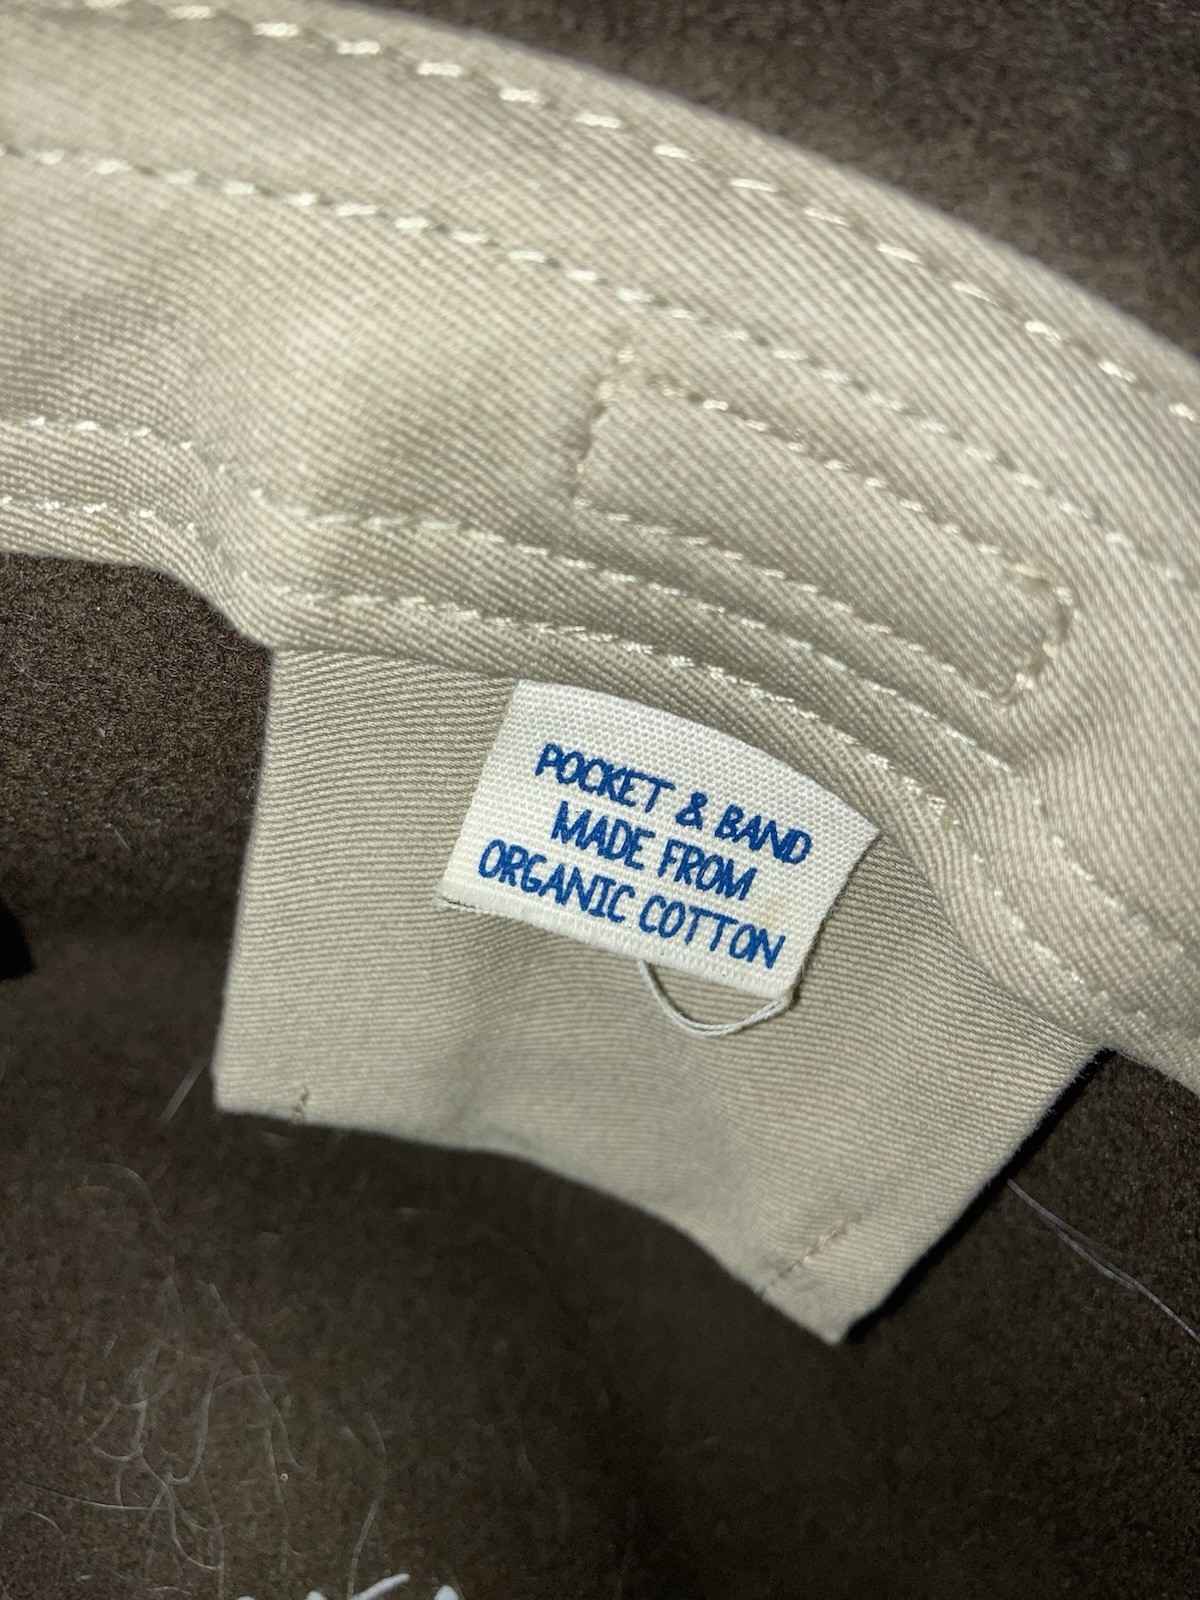 POCKET & BAND
MADE FROM
ORGANIC COTTON